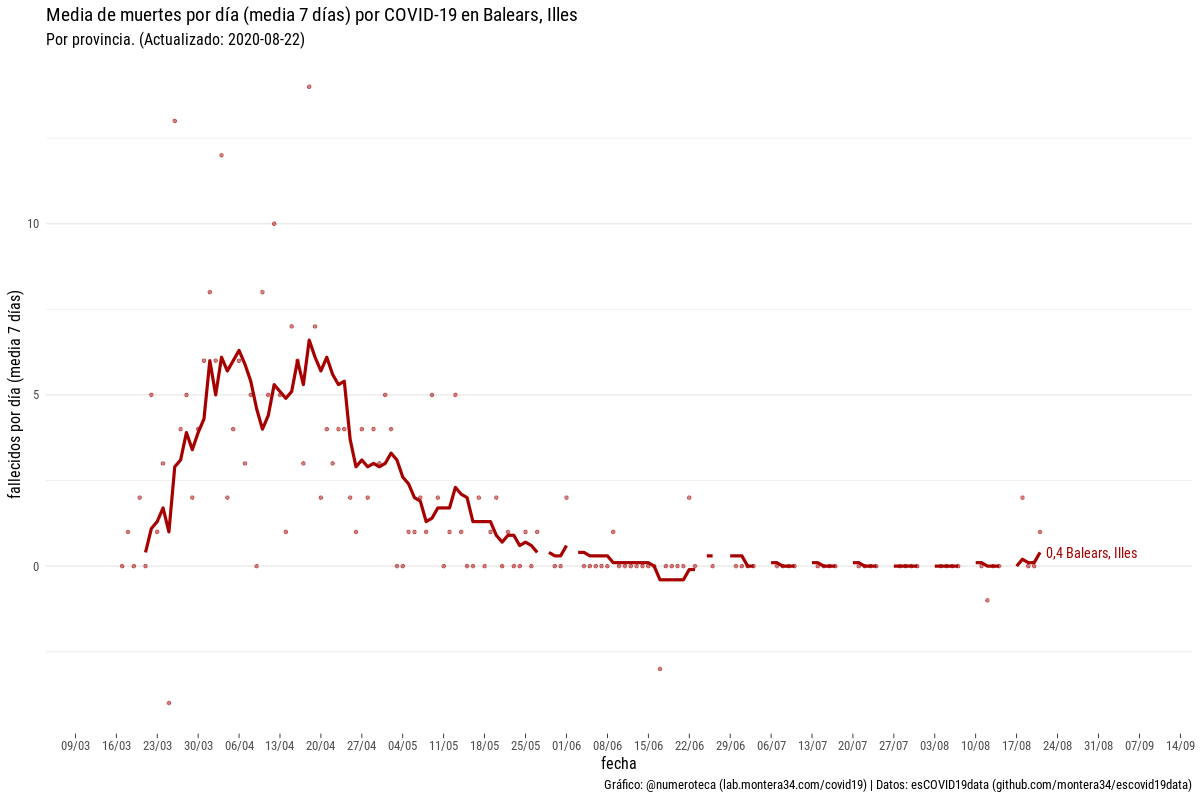 Media de muertes por día (media 7 días) por COVID-19 en Balears, Illes
Por provincia. (Actualizado: 2020-08-22)
fallecidos por día (media 7 días)
10
5
0
0,4 Balears, Illes
09/03 16/03 23/03 30/03 06/04 13/04 20/04 27/04 04/05 11/05 18/05 25/05 01/06 08/06 15/06 22/06 29/06 06/07 13/07 20/07 27/07 03/08 10/08 17/08 24/08 31/08 07/09 14/09
fecha
Gráfico: @numeroteca (lab.montera34.com/covid19) | Datos: esCOVID19data (github.com/montera34/escovid19data)